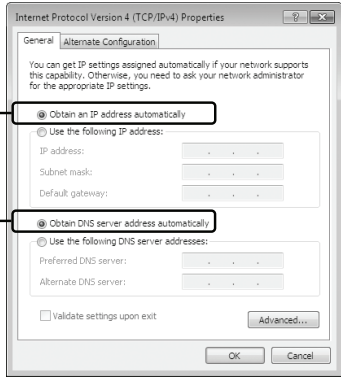 Internet Protocol Version 4 (TCP/IPv4) Properties
General
Alternate Configuration
You can get IP settings assigned automatically if your network supports
this capability. Otherwise, you need to ask your network administrator
for the appropriate IP settings.
Obtain an IP address automatically
Use the following IP address:
IP address:
Subnet mask:
Default gateway:
Obtain DNS server address automatically
Use the following DNS server addresses:
Preferred DNS server:
Alternate DNS server:
Validate settings upon exit
Advanced...
OK
Cancel